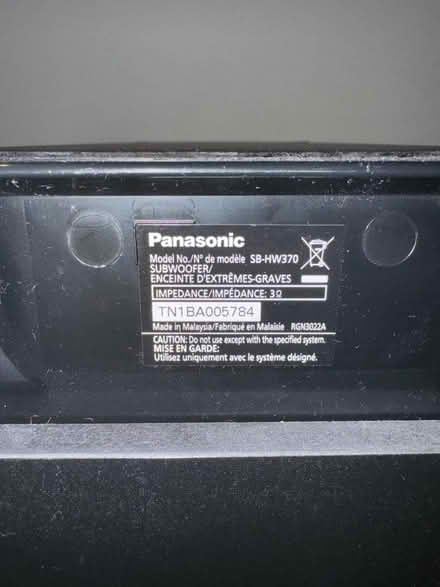 Panasonic
Model No./N° de modèle SB-HW370
SUBWOOFER/
ENCEINTE D'EXTRÊMES-GRAVES
IMPEDANCE/IMPÉDANCE: 3Ω
TN1BA005784
Made in Malaysia/Fabriqué en Malaisie RGN3022A
CAUTION: Do not use except with the specified system.
MISE EN GARDE:
Utilisez uniquement avec le système désigné.